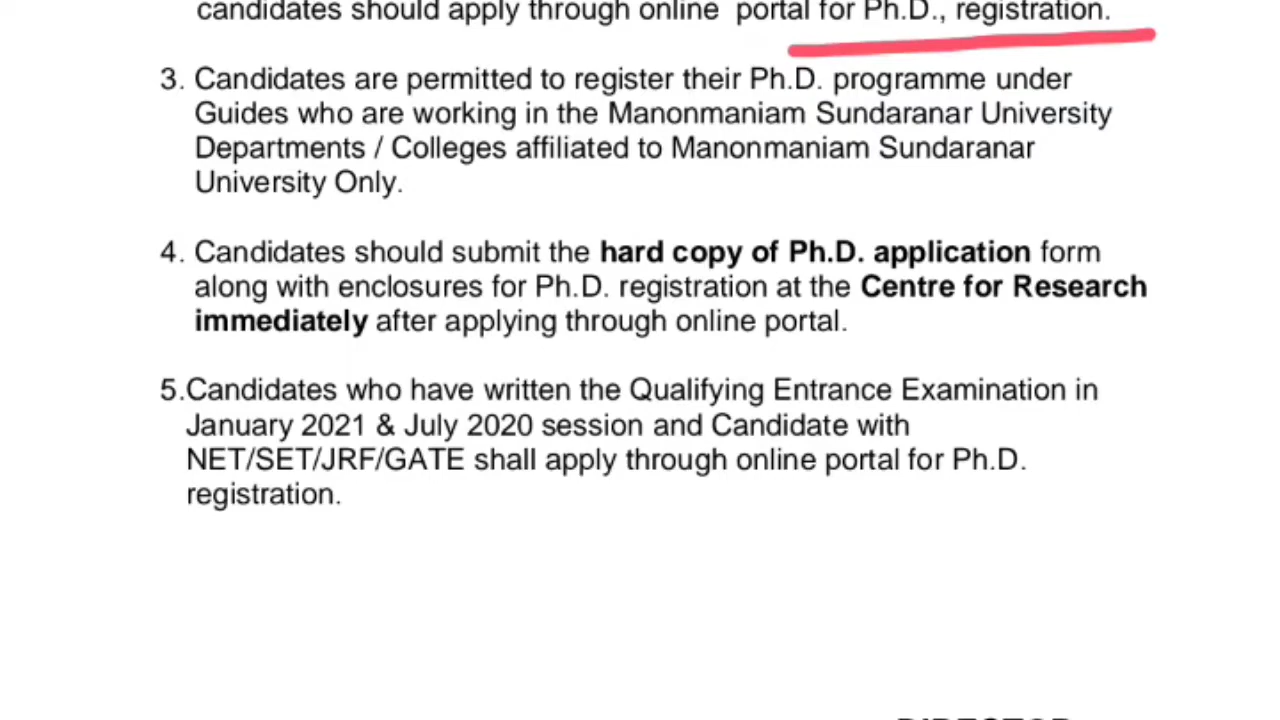 candidates should apply through online portal for Ph.D., registration.
3. Candidates are permitted to register their Ph.D. programme under
Guides who are working in the Manonmaniam Sundaranar University
Departments / Colleges affiliated to Manonmaniam Sundaranar
University Only.
4. Candidates should submit the hard copy of Ph.D. application form
along with enclosures for Ph.D. registration at the Centre for Research
immediately after applying through online portal.
5.Candidates who have written the Qualifying Entrance Examination in
January 2021 & July 2020 session and Candidate with
NET/SET/JRF/GATE shall apply through online portal for Ph.D.
registration.